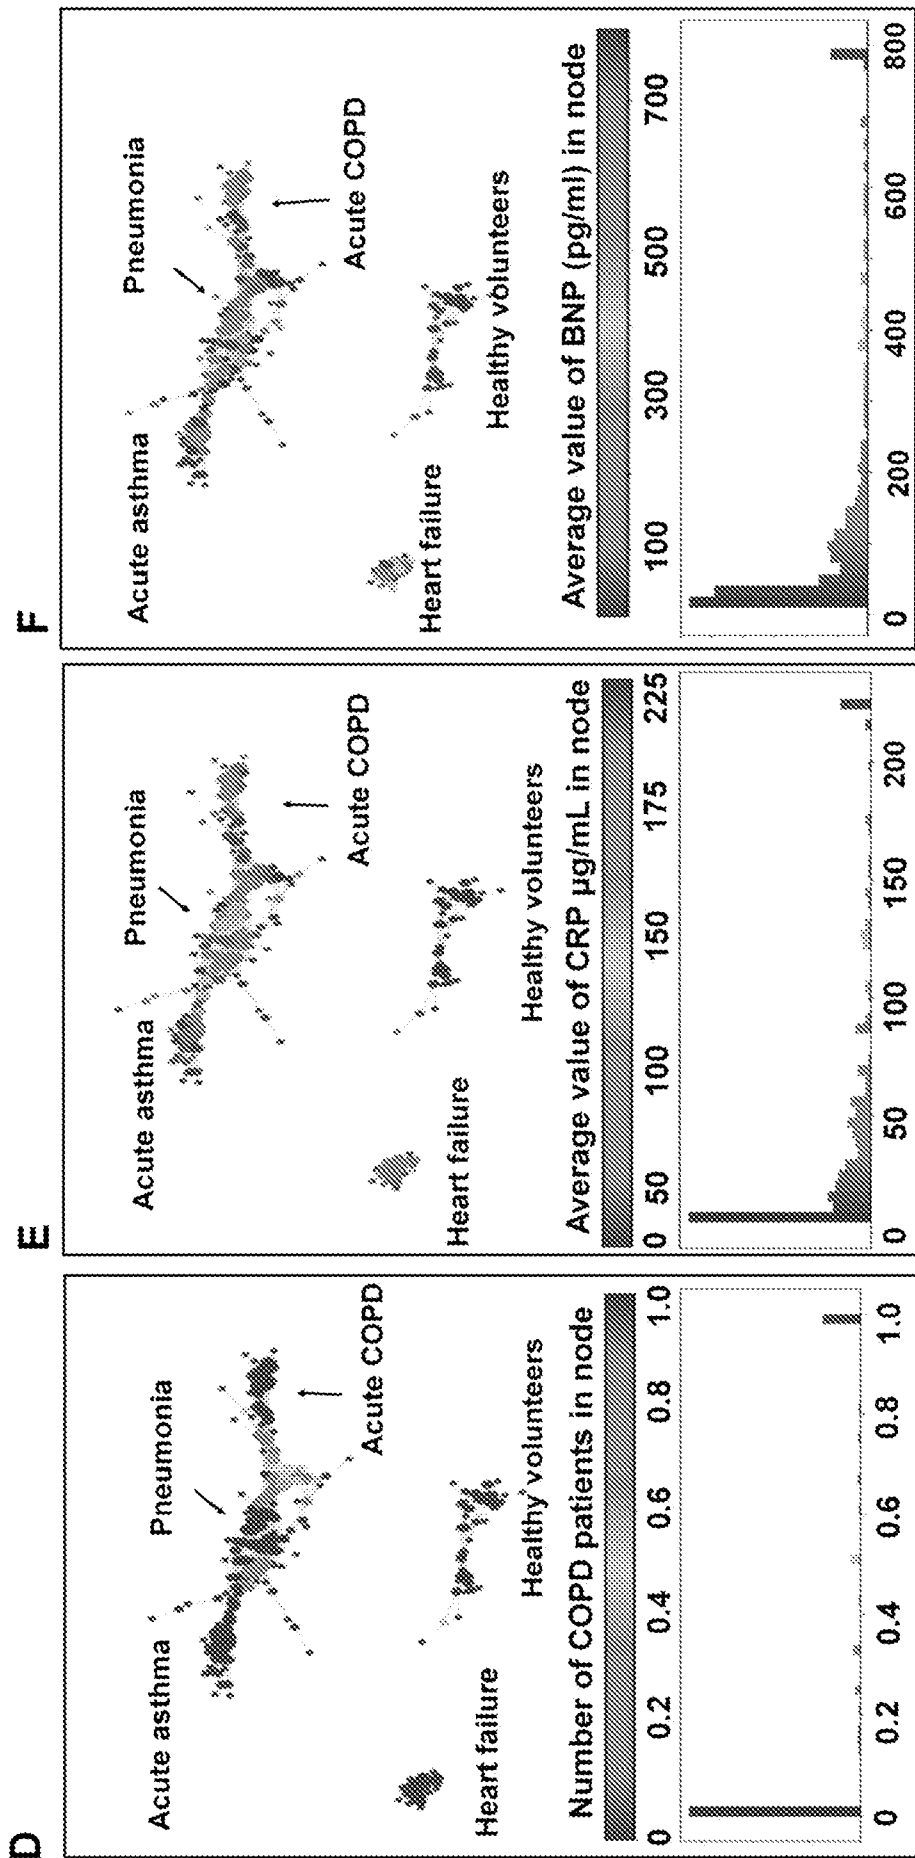 D
Acute asthma
Pneumonia
Acute COPD
Heart failure
Healthy volunteers
Number of COPD patients in node
0 0.2 0.4 0.6 0.8 1.0
0 0.2 0.4 0.6 0.8 1.0
E
Acute asthma
Pneumonia
Acute COPD
Heart failure
Healthy volunteers
Average value of CRP µg/mL in node
0 50 100 150 175 225
0 50 100 150 200
F
Acute asthma
Pneumonia
Acute COPD
Heart failure
Healthy volunteers
Average value of BNP (pg/ml) in node
100 300 500 700
0 200 400 600 800